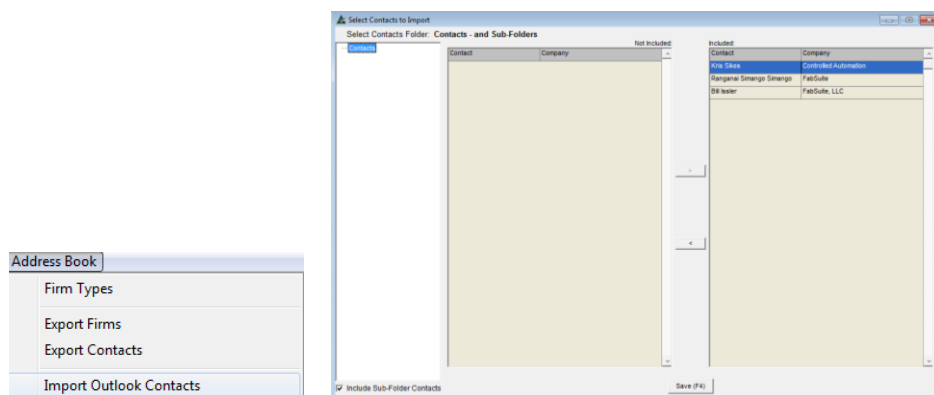 Select Contacts to Import
Select Contacts Folder: Contacts - and Sub-Folders
Not Included:
Included:
Contacts
Contact Company
Contact Company
Kris Sikes Controlled Automation
Ranganai Simango Simango FabSuite
Bill Issler FabSuite, LLC
>
<
Include Sub-Folder Contacts
Save (F4)
Address Book
Firm Types
Export Firms
Export Contacts
Import Outlook Contacts